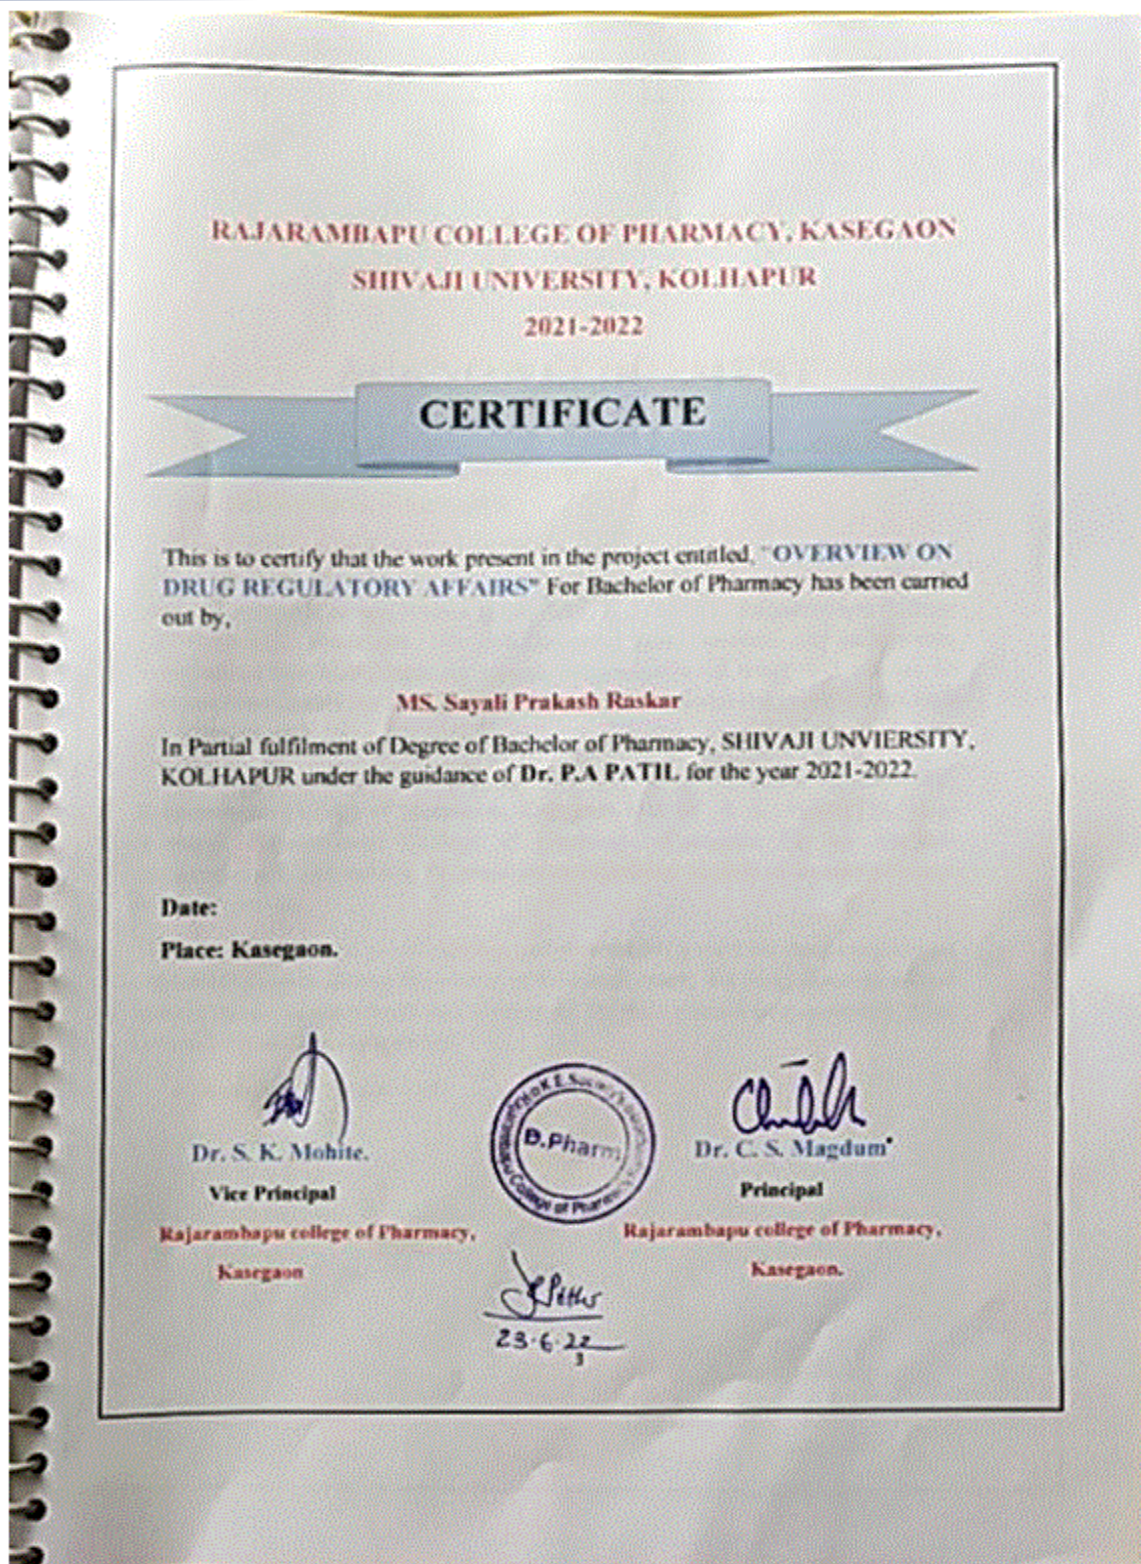 RAJARAMBAPU COLLEGE OF PHARMACY, KASEGAON
SHIVAJI UNIVERSITY, KOLHAPUR
2021-2022
CERTIFICATE
This is to certify that the work present in the project entitled, "OVERVIEW ON
DRUG REGULATORY AFFAIRS" For Bachelor of Pharmacy has been carried
out by,
MS. Sayali Prakash Raskar
In Partial fulfilment of Degree of Bachelor of Pharmacy, SHIVAJI UNVIERSITY,
KOLHAPUR under the guidance of Dr. P.A PATIL for the year 2021-2022.
Date:
Place: Kasegaon.
B.Pharm
College of Pharmacy
Dr. S. K. Mohite.
Vice Principal
Rajarambapu college of Pharmacy,
Kasegaon
Dr. C. S. Magdum
Principal
Rajarambapu college of Pharmacy,
Kasegaon.
23.6.22
3